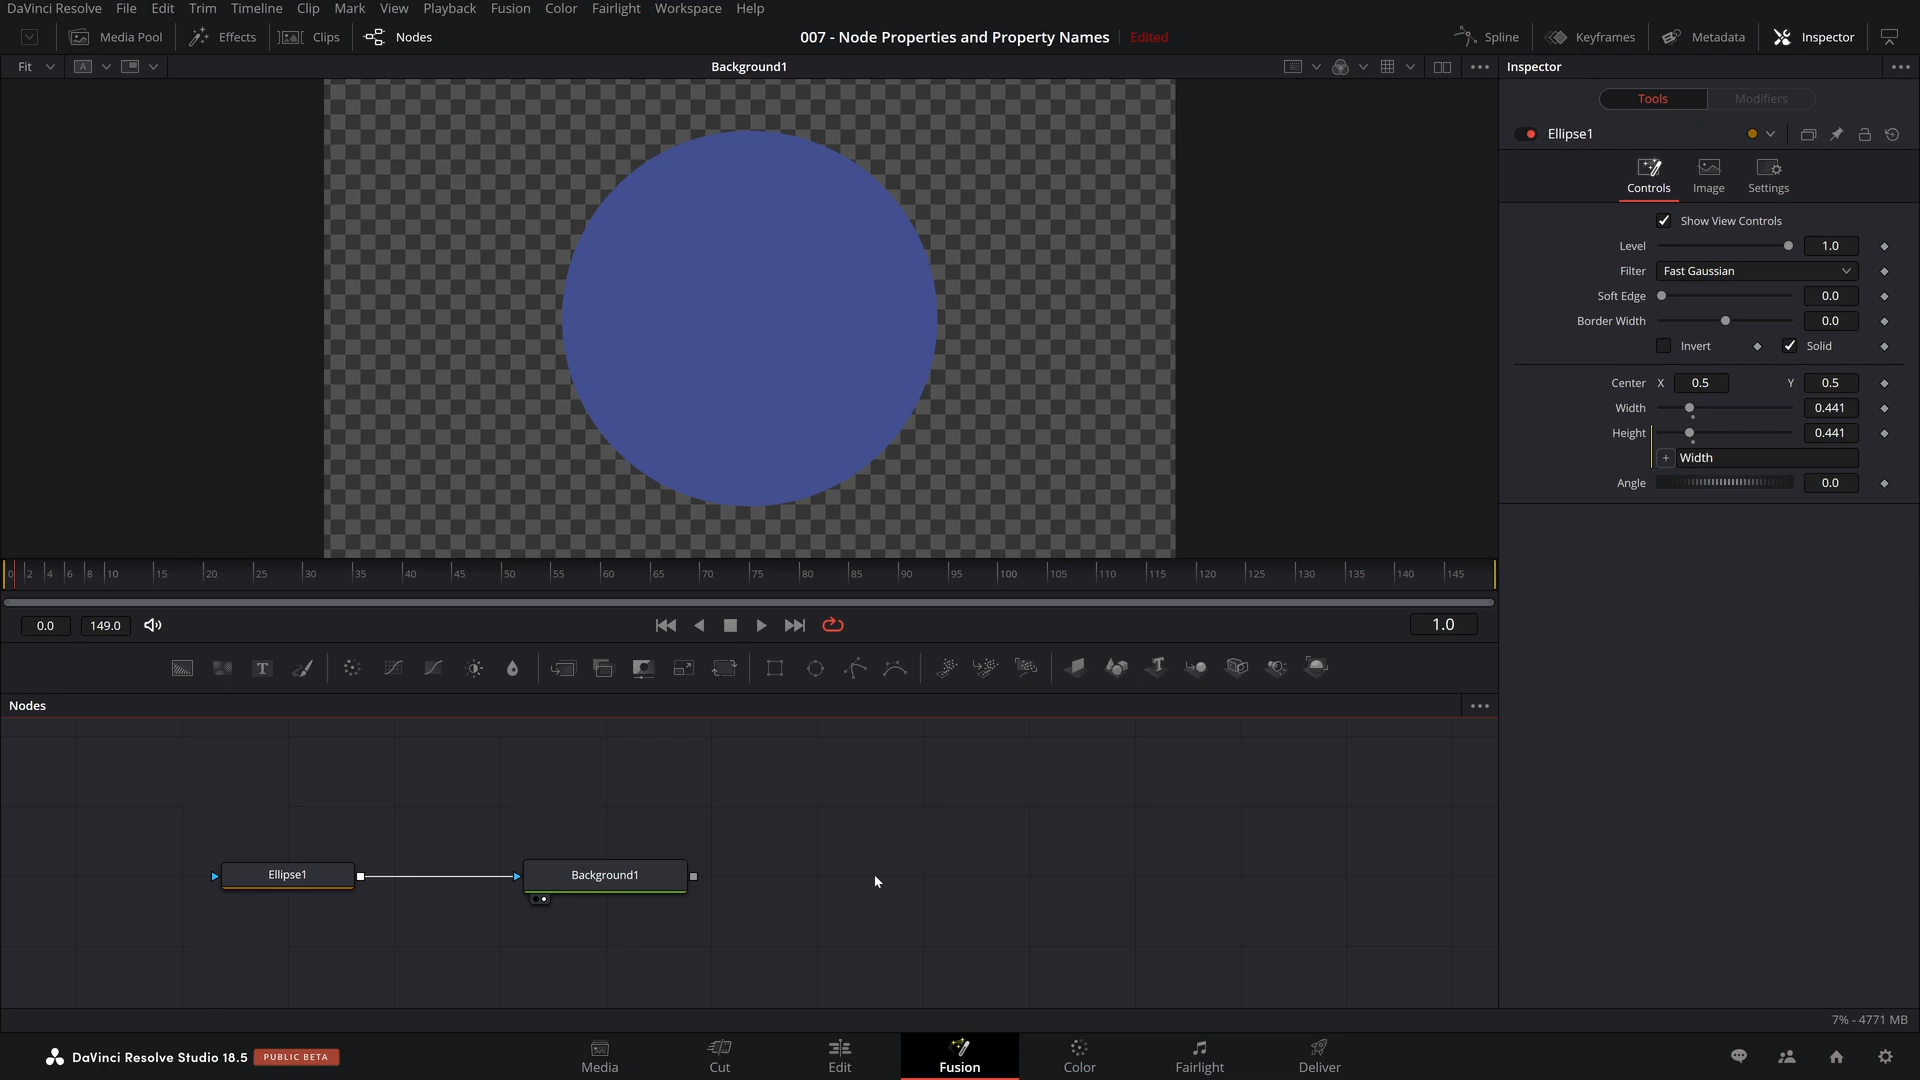 DaVinci Resolve File Edit Trim Timeline Clip Mark View Playback Fusion Color Fairlight Workspace Help
Media Pool Effects Clips Nodes 007 - Node Properties and Property Names Edited Spline Keyframes Metadata Inspector
Fit A Background1 Inspector
Tools Modifiers
Ellipse1
Controls Image Settings
Show View Controls
Level 1.0
Filter Fast Gaussian
Soft Edge 0.0
Border Width 0.0
Invert Solid
Center X 0.5 Y 0.5
Width 0.441
Height 0.441
+ Width
Angle 0.0
0 2 4 6 8 10 15 20 25 30 35 40 45 50 55 60 65 70 75 80 85 90 95 100 105 110 115 120 125 130 135 140 145
0.0 149.0 1.0
T T
Nodes
Ellipse1 Background1
7% - 4771 MB
DaVinci Resolve Studio 18.5 PUBLIC BETA Media Cut Edit Fusion Color Fairlight Deliver